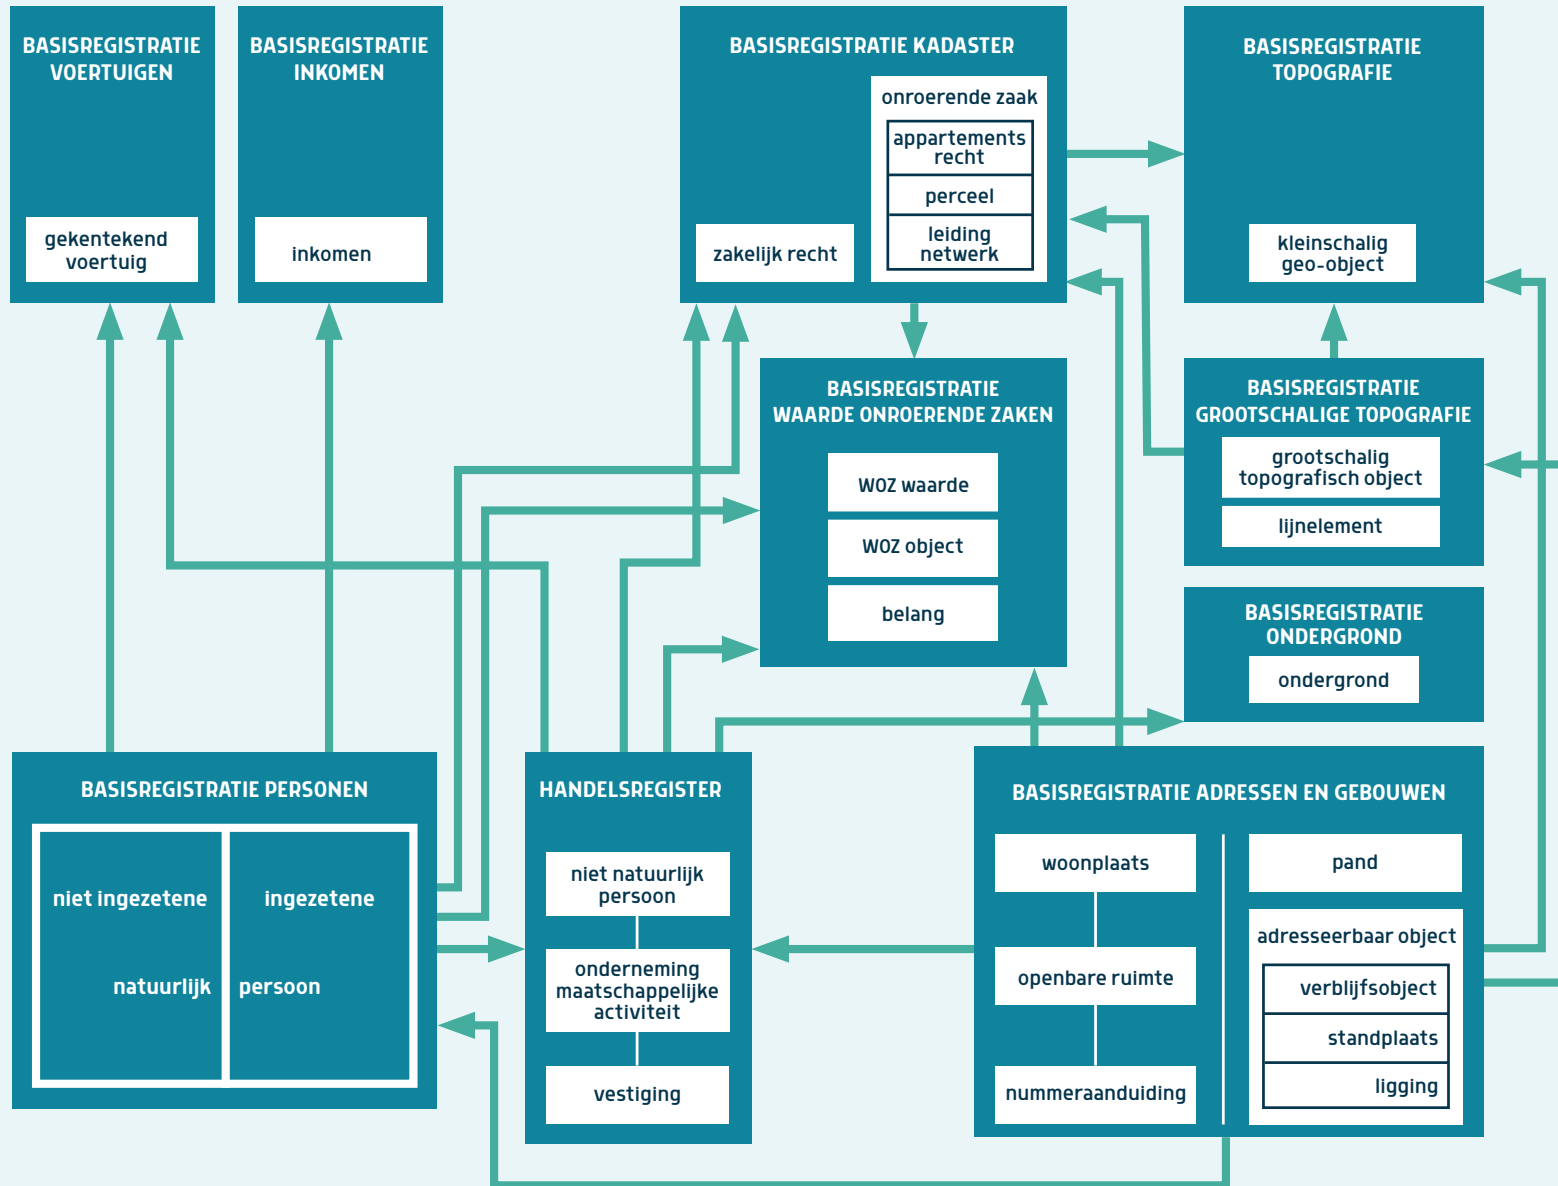 BASISREGISTRATIE
VOERTUIGEN
gekentekend
voertuig
BASISREGISTRATIE
INKOMEN
inkomen
BASISREGISTRATIE KADASTER
zakelijk recht
onroerende zaak
appartements
recht
perceel
leiding
netwerk
BASISREGISTRATIE
TOPOGRAFIE
kleinschalig
geo-object
BASISREGISTRATIE
WAARDE ONROERENDE ZAKEN
WOZ waarde
WOZ object
belang
BASISREGISTRATIE
GROOTSCHALIGE TOPOGRAFIE
grootschalig
topografisch object
lijnelement
BASISREGISTRATIE
ONDERGROND
ondergrond
BASISREGISTRATIE PERSONEN
niet ingezetene
ingezetene
natuurlijk persoon
HANDELSREGISTER
niet natuurlijk
persoon
onderneming
maatschappelijke
activiteit
vestiging
BASISREGISTRATIE ADRESSEN EN GEBOUWEN
woonplaats
openbare ruimte
nummeraanduiding
pand
adresseerbaar object
verblijfsobject
standplaats
ligging